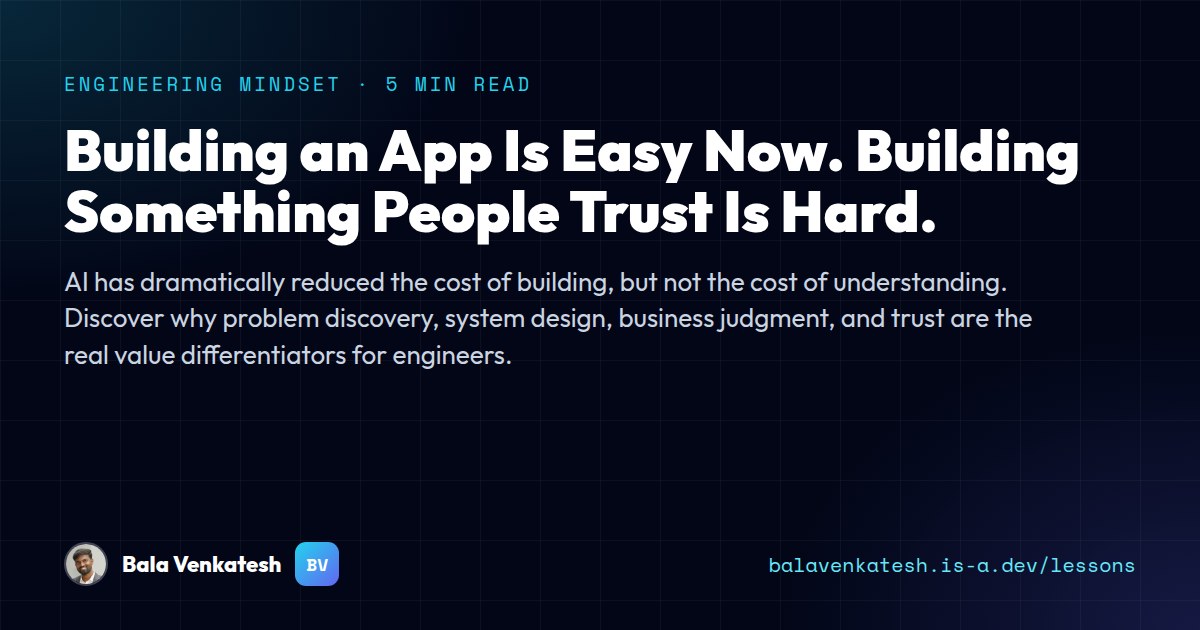 ENGINEERING MINDSET · 5 MIN READ
Building an App Is Easy Now. Building
Something People Trust Is Hard.
AI has dramatically reduced the cost of building, but not the cost of understanding.
Discover why problem discovery, system design, business judgment, and trust are the
real value differentiators for engineers.
Bala Venkatesh
BV
balavenkatesh.is-a.dev/lessons